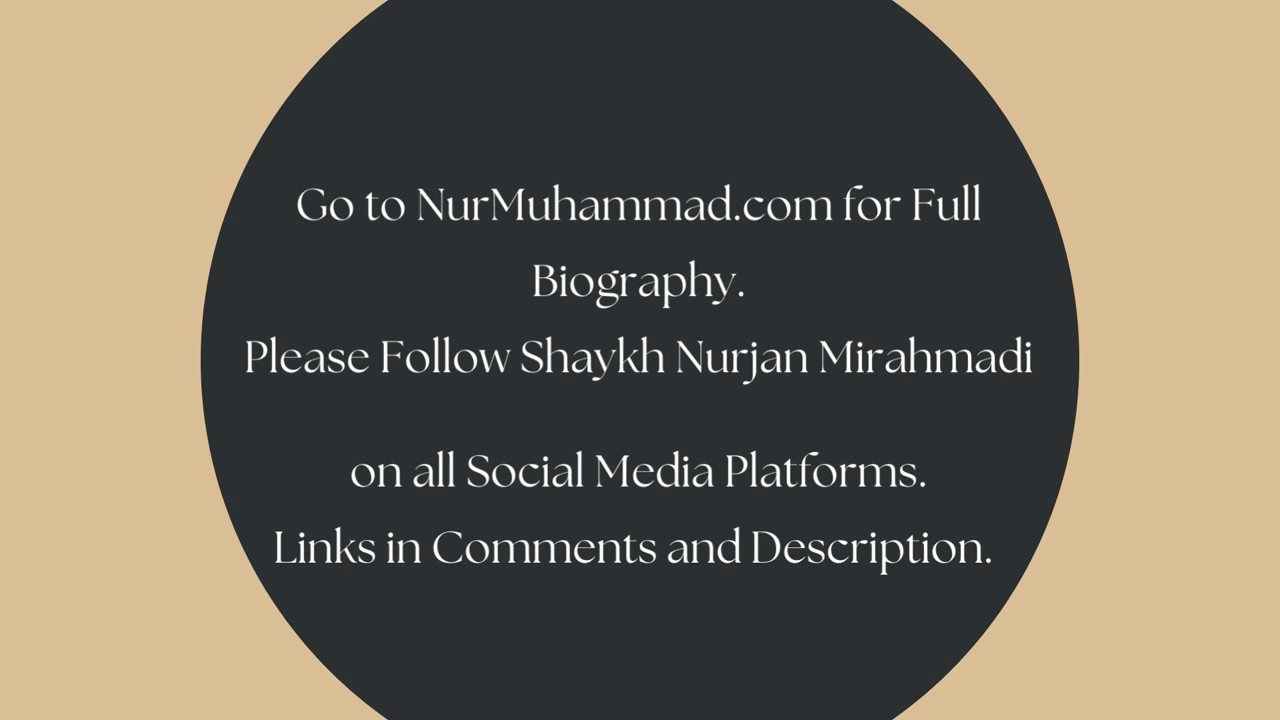 Go to NurMuhammad.com for Full
Biography.
Please Follow Shaykh Nurjan Mirahmadi
on all Social Media Platforms.
Links in Comments and Description.